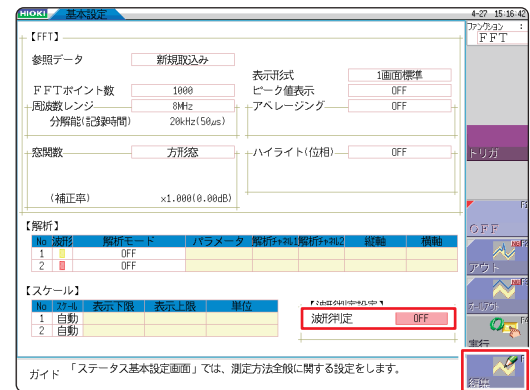 HIOKI 基本設定 4-27 15:16:42
ファンクション :
FFT
【FFT】
参照データ 新規取込み
表示形式 1画面標準
FFTポイント数 1000 ピーク値表示 OFF
周波数レンジ 8MHz アベレージング OFF
分解能(記録時間) 20kHz(50μs)
窓関数 方形窓 ハイライト(位相) OFF
トリガ
(補正率) ×1.000(0.00dB)
F1
OFF
【解析】
No 波形 解析モード パラメータ 解析チャネル1 解析チャネル2 縦軸 横軸
1 OFF
2 OFF
アウト
【スケール】
No スケール 表示下限 表示上限 単位
【波形判定設定】
1 自動
2 自動
波形判定 OFF
F4
実行
ガイド 「ステータス基本設定画面」では、測定方法全般に関する設定をします。
編集